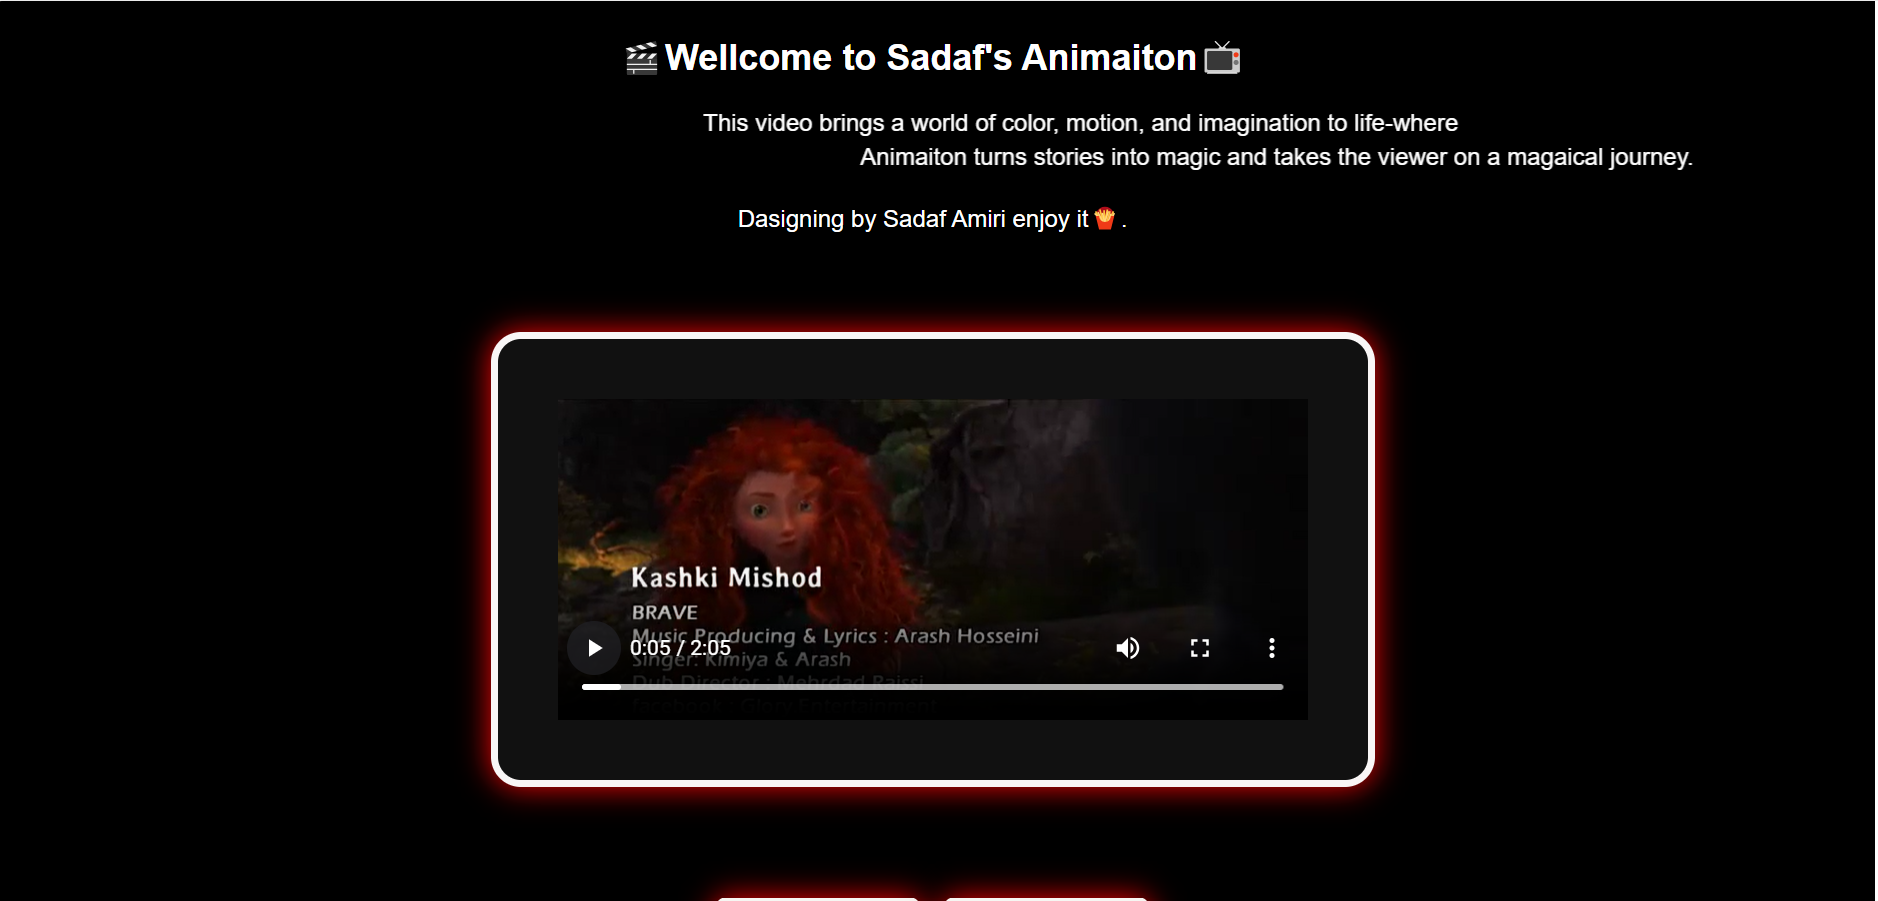 🎬Wellcome to Sadaf's Animaiton📺
This video brings a world of color, motion, and imagination to life-where
Animaiton turns stories into magic and takes the viewer on a magaical journey.
Dasigning by Sadaf Amiri enjoy it🍟.
Kashki Mishod
BRAVE
Music Producing & Lyrics : Arash Hosseini
0:05 / 2:05
Singer: Kimiya & Arash
Dub Director : Mehrdad Raissi
facebook : Glory Entertainment